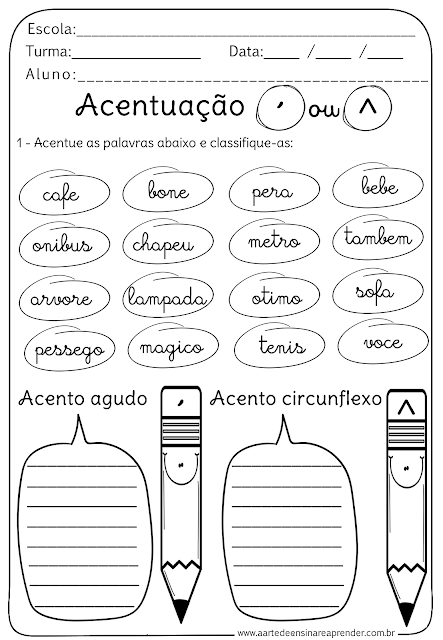 Escola:
Turma: Data: / /
Aluno:
Acentuação ´ ou ^
1 - Acentue as palavras abaixo e classifique-as:
cafe bone pera bebe
onibus chapeu metro tambem
arvore lampada otimo sofa
pessego magico tenis voce
Acento agudo ´ Acento circunflexo ^
www.aartedeensinareaprender.com.br